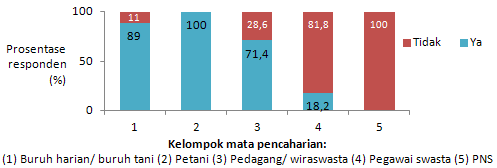 100
11
100
28,6
81,8
100
Tidak
Ya
89
Prosentase
responden
(%)
50
71,4
18,2
0
1 2 3 4 5
Kelompok mata pencaharian:
(1) Buruh harian/ buruh tani (2) Petani (3) Pedagang/ wiraswasta (4) Pegawai swasta (5) PNS